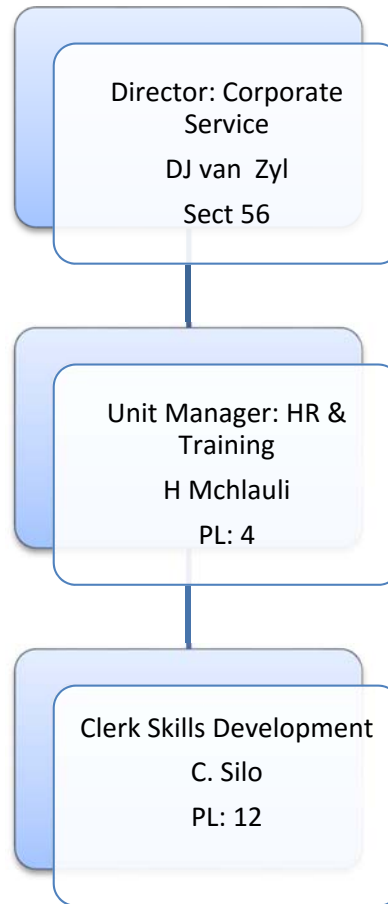 Director: Corporate
Service
DJ van  Zyl
Sect 56
Unit Manager: HR &
Training
H Mchlauli
PL: 4
Clerk Skills Development
C. Silo
PL: 12